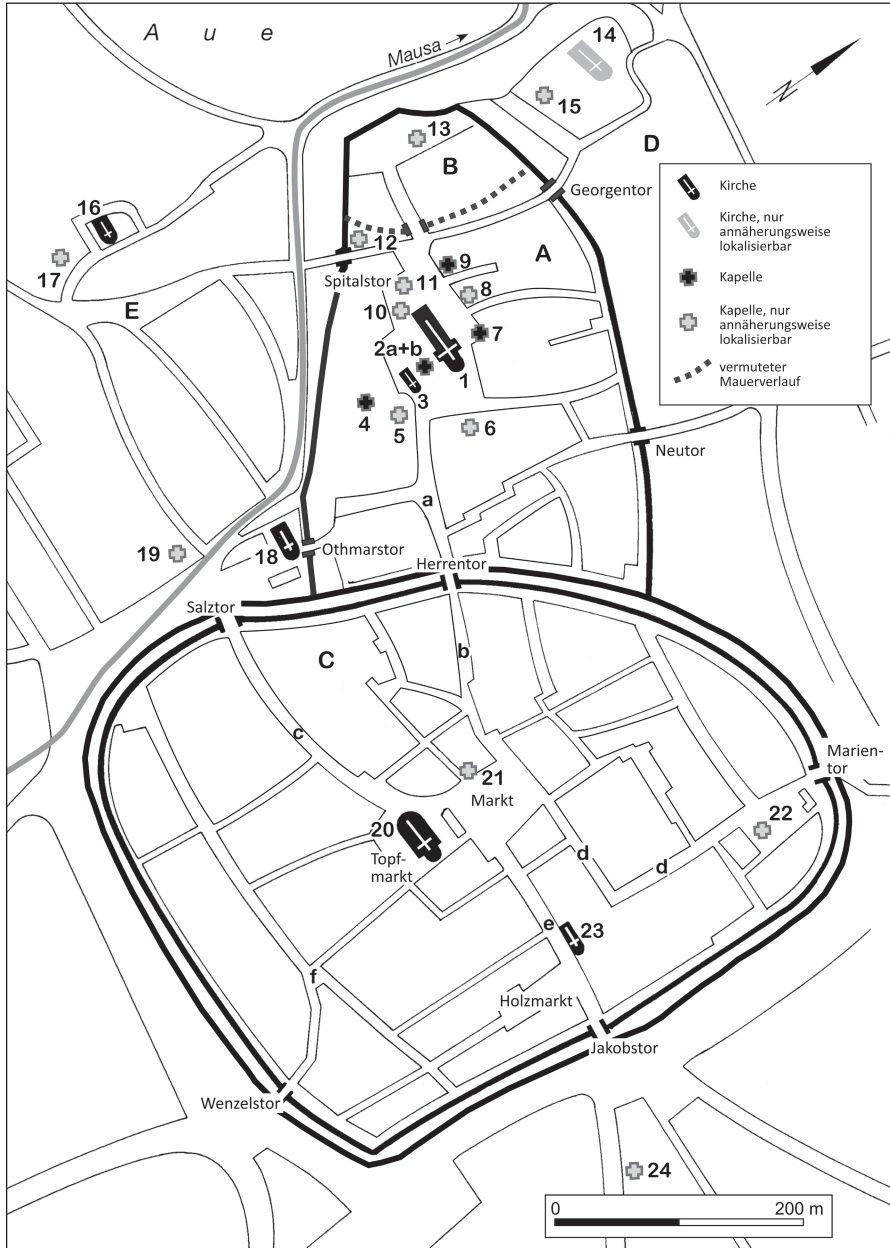 A u e
Mausa
14
N
15
13
D
B
Georgentor
Kirche
Kirche, nur
annäherungsweise
lokalisierbar
Kapelle
Kapelle, nur
annäherungsweise
lokalisierbar
vermuteter
Mauerverlauf
16
17
12
9
A
Spitalstor
11
8
E
10
7
2a+b
1
3
4
5
6
Neutor
a
19
18
Othmarstor
Herrentor
Salztor
C
b
c
Marien-
tor
21
Markt
22
20
Topf-
markt
d
d
e
23
f
Holzmarkt
Jakobstor
Wenzelstor
24
0
200 m